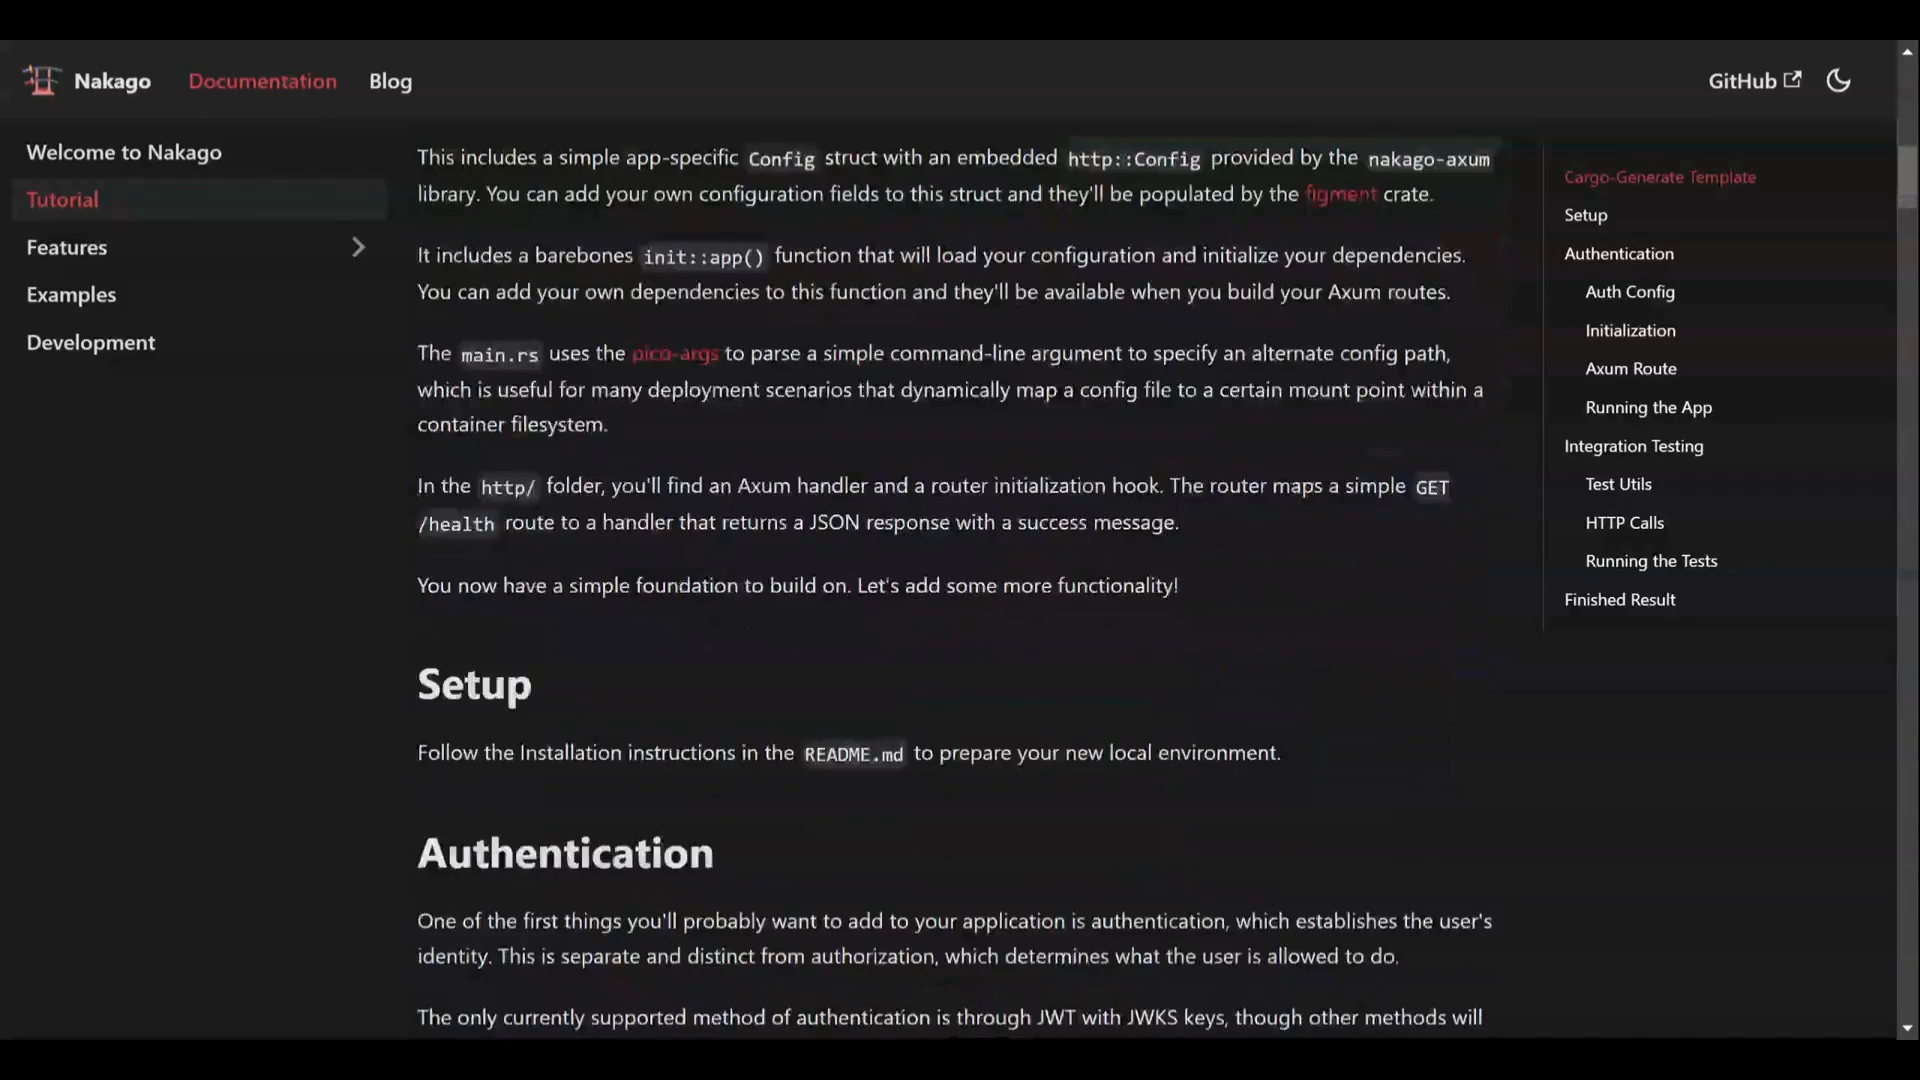 Nakago
Documentation
Blog
GitHub
Welcome to Nakago
Tutorial
Features
Examples
Development
This includes a simple app-specific Config struct with an embedded http::Config provided by the nakago-axum
library. You can add your own configuration fields to this struct and they'll be populated by the figment crate.
It includes a barebones init::app() function that will load your configuration and initialize your dependencies.
You can add your own dependencies to this function and they'll be available when you build your Axum routes.
The main.rs uses the pico-args to parse a simple command-line argument to specify an alternate config path,
which is useful for many deployment scenarios that dynamically map a config file to a certain mount point within a
container filesystem.
In the http/ folder, you'll find an Axum handler and a router initialization hook. The router maps a simple GET
/health route to a handler that returns a JSON response with a success message.
You now have a simple foundation to build on. Let's add some more functionality!
Setup
Follow the Installation instructions in the README.md to prepare your new local environment.
Authentication
One of the first things you'll probably want to add to your application is authentication, which establishes the user's
identity. This is separate and distinct from authorization, which determines what the user is allowed to do.
The only currently supported method of authentication is through JWT with JWKS keys, though other methods will
Cargo-Generate Template
Setup
Authentication
Auth Config
Initialization
Axum Route
Running the App
Integration Testing
Test Utils
HTTP Calls
Running the Tests
Finished Result